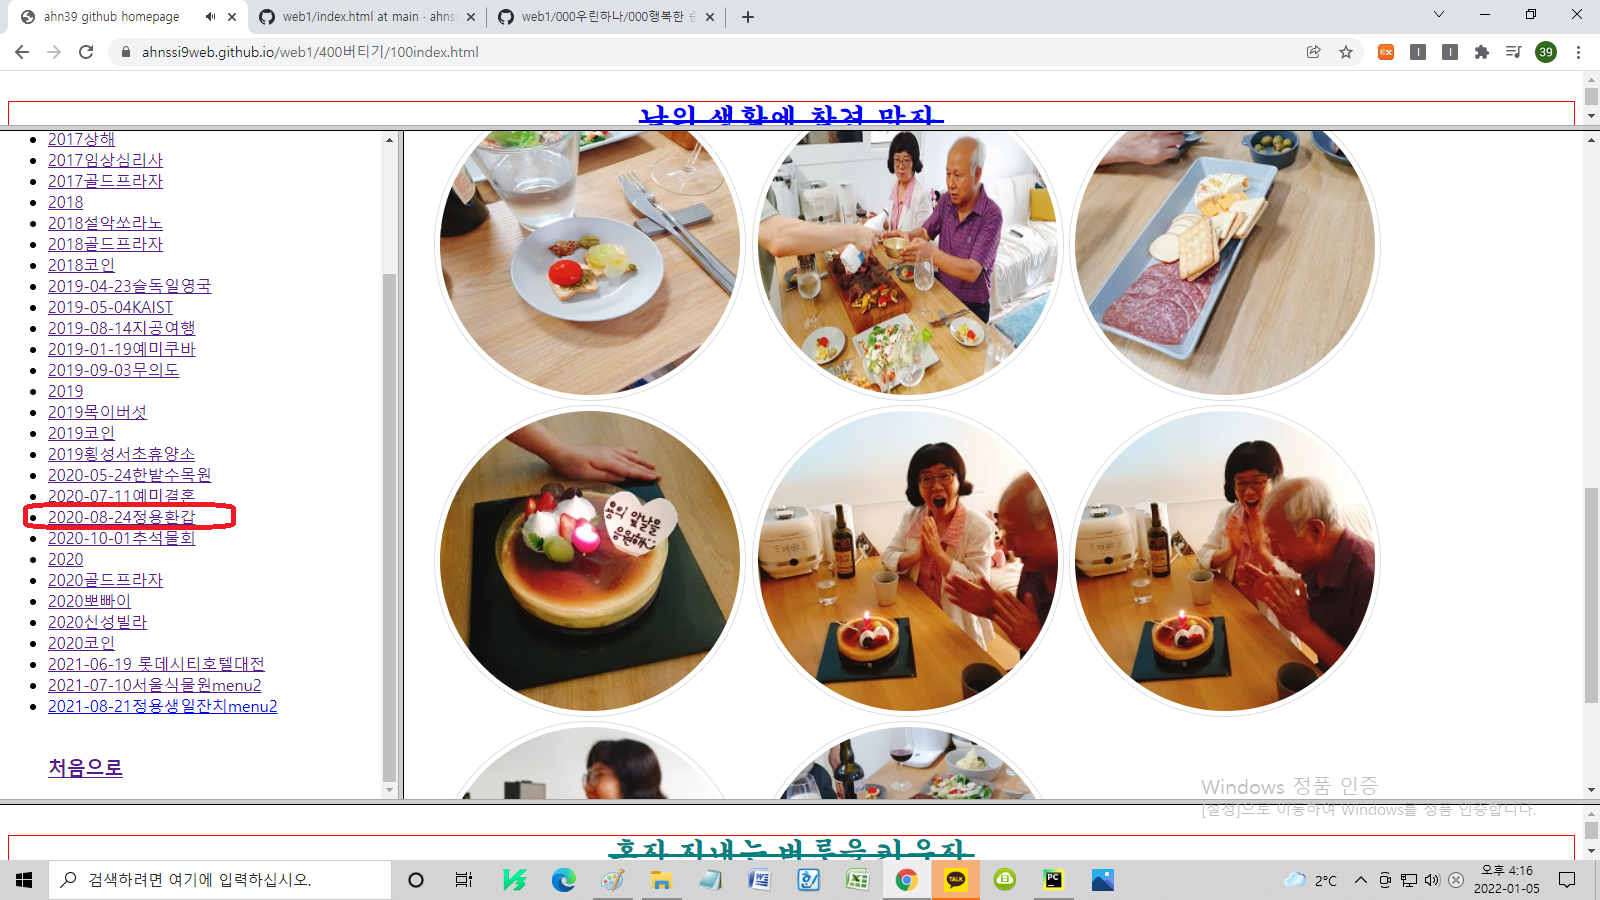 ahn39 github homepage
web1/index.html at main · ahnss
web1/000우린하나/000행복한 순
ahnssi9web.github.io/web1/400버티기/100index.html
39
남의 생활에 참견 말자
2017상해
2017임상심리사
2017골드프라자
2018
2018설악쏘라노
2018골드프라자
2018코인
2019-04-23슬독일영국
2019-05-04KAIST
2019-08-14지공여행
2019-01-19예미쿠바
2019-09-03무의도
2019
2019목이버섯
2019코인
2019횡성서초휴양소
2020-05-24한밭수목원
2020-07-11예미결혼
2020-08-24정용환갑
2020-10-01추석물회
2020
2020골드프라자
2020뽀빠이
2020신성빌라
2020코인
2021-06-19 롯데시티호텔대전
2021-07-10서울식물원menu2
2021-08-21정용생일잔치menu2
처음으로
앞날을
응원해
Windows 정품 인증
[설정]으로 이동하여 Windows를 정품 인증합니다.
혼자 지내는 버릇을 키우자
검색하려면 여기에 입력하십시오.
TALK
PC
2°C
오후 4:16
2022-01-05